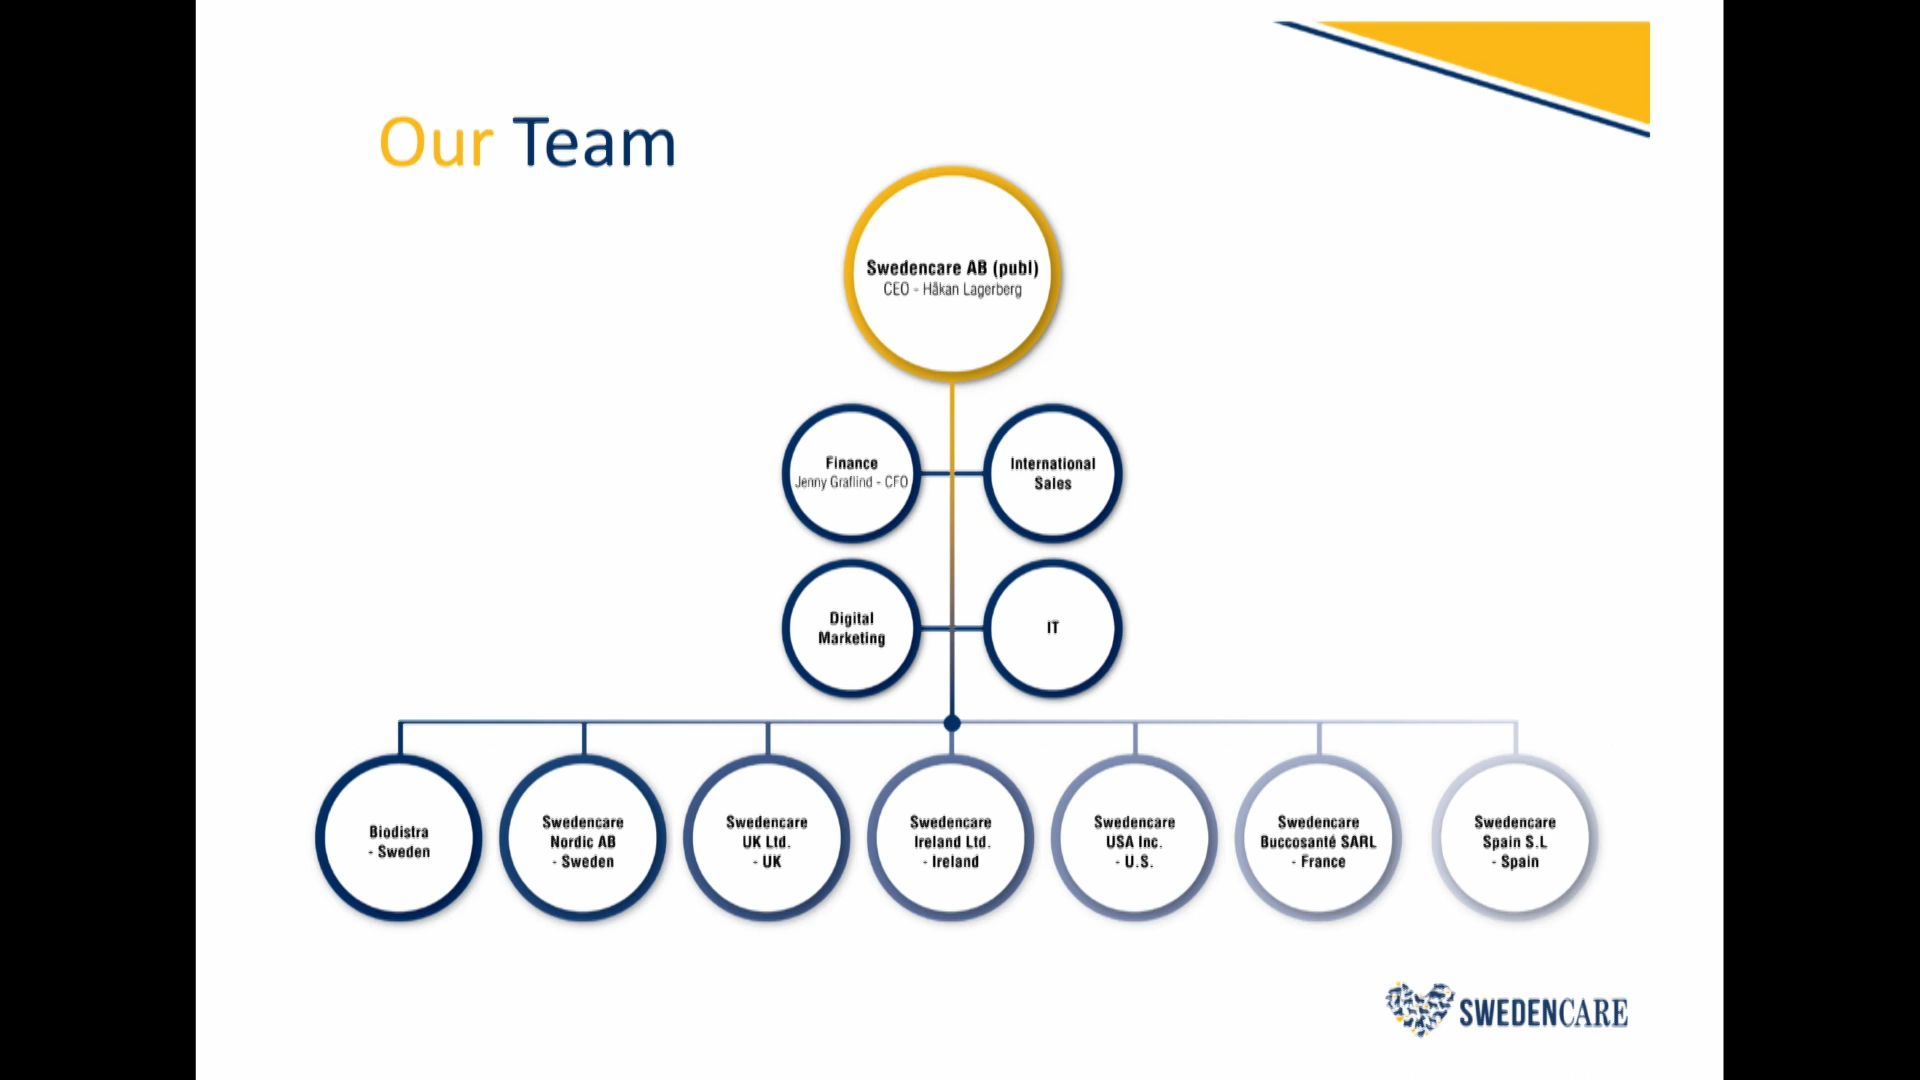 Our Team
Swedencare AB (publ)
CEO - Håkan Lagerberg
Finance
Jenny Graflind - CFO
International
Sales
Digital
Marketing
IT
Biodistra
- Sweden
Swedencare
Nordic AB
- Sweden
Swedencare
UK Ltd.
- UK
Swedencare
Ireland Ltd.
- Ireland
Swedencare
USA Inc.
- U.S.
Swedencare
Buccosanté SARL
- France
Swedencare
Spain S.L
- Spain
SWEDENCARE